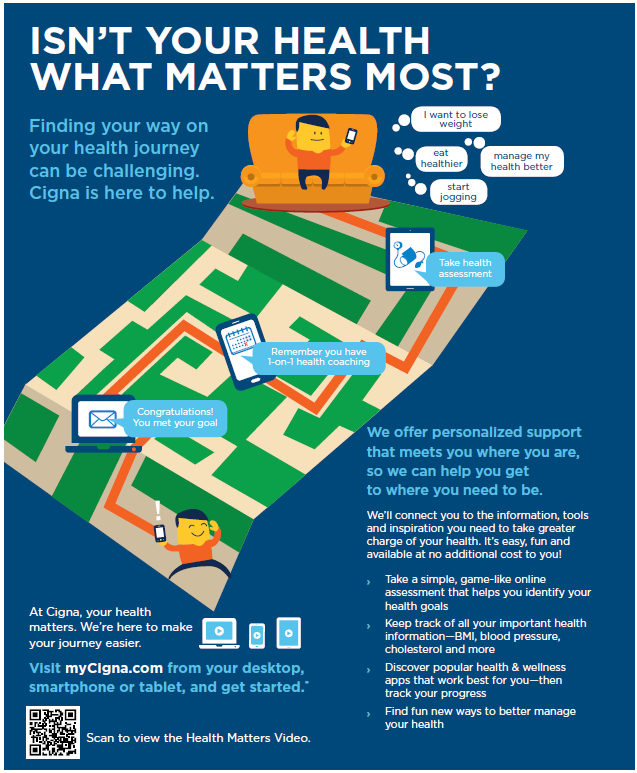 ISN'T YOUR HEALTH
WHAT MATTERS MOST?
Finding your way on
your health journey
can be challenging.
Cigna is here to help.
I want to lose
weight
eat
healthier
manage my
health better
start
jogging
Take health
assessment
Remember you have
1-on-1 health coaching
Congratulations!
You met your goal
!
We offer personalized support
that meets you where you are,
so we can help you get
to where you need to be.
We'll connect you to the information, tools
and inspiration you need to take greater
charge of your health. It's easy, fun and
available at no additional cost to you!
› Take a simple, game-like online
assessment that helps you identify your
health goals
› Keep track of all your important health
information—BMI, blood pressure,
cholesterol and more
› Discover popular health & wellness
apps that work best for you—then
track your progress
› Find fun new ways to better manage
your health
At Cigna, your health
matters. We're here to make
your journey easier.
Visit myCigna.com from your desktop,
smartphone or tablet, and get started.*
Scan to view the Health Matters Video.